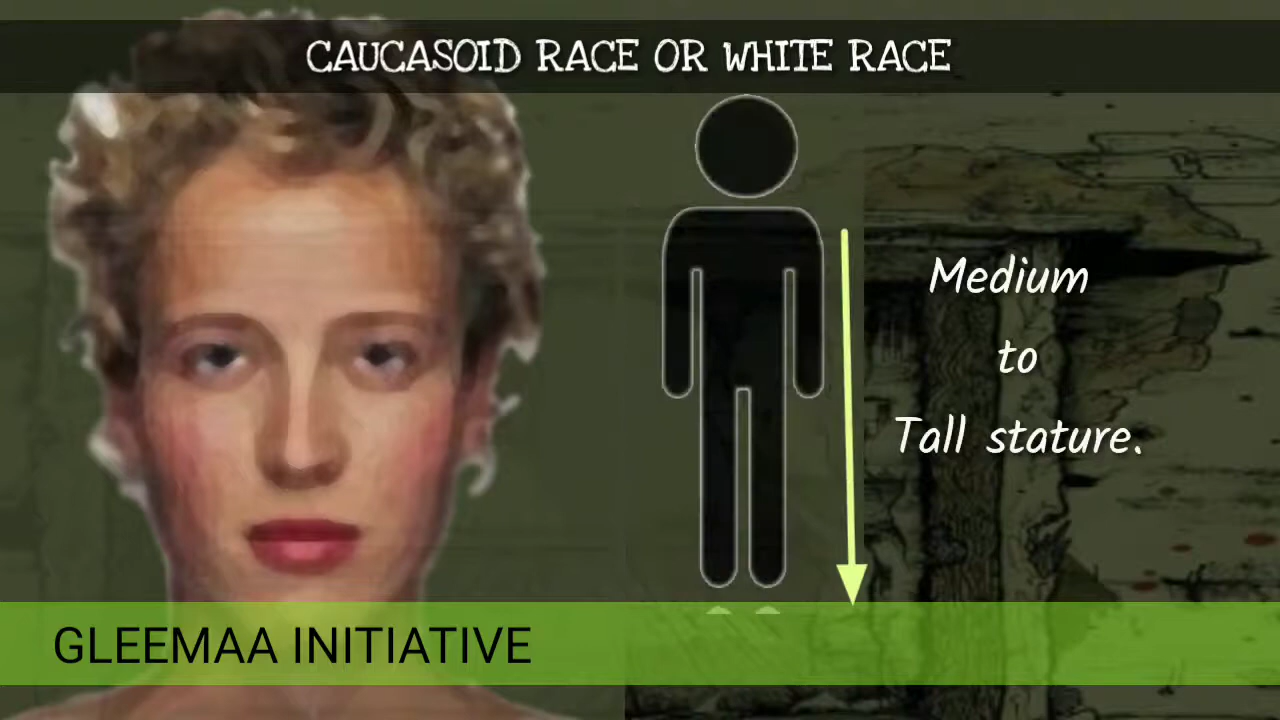 CAUCASOID RACE OR WHITE RACE
Medium
to
Tall stature.
GLEEMAA INITIATIVE